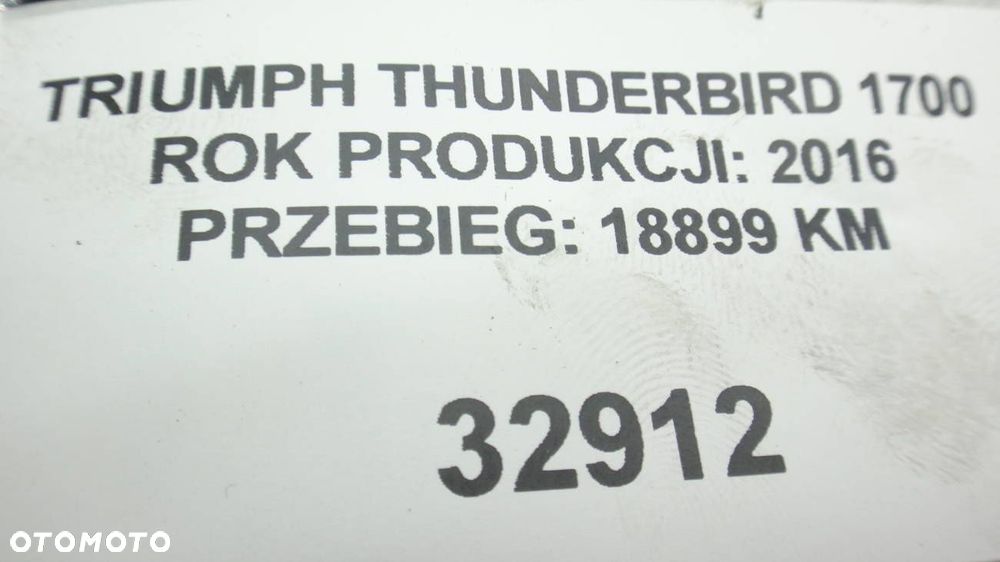 TRIUMPH THUNDERBIRD 1700
ROK PRODUKCJI: 2016
PRZEBIEG: 18899 KM
32912
OTOMOTO